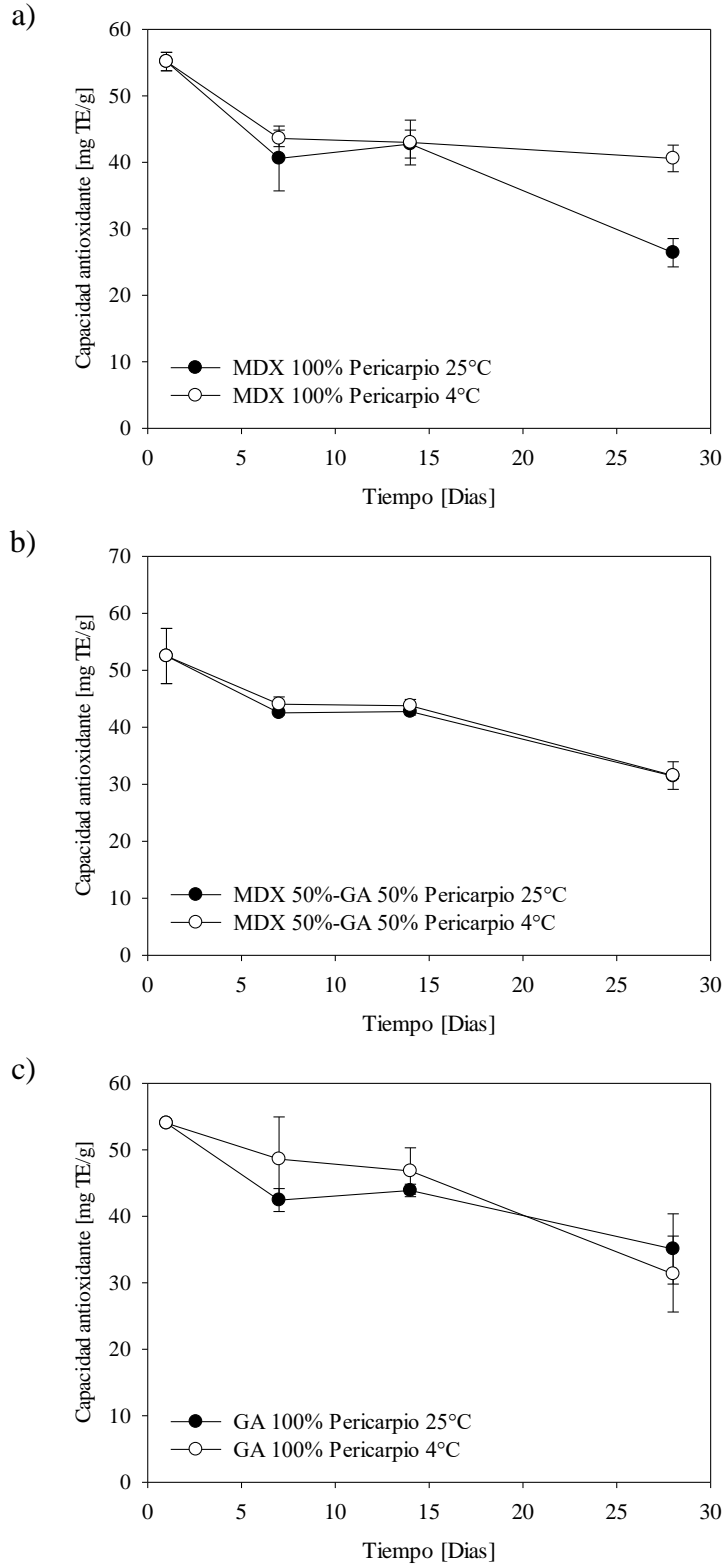 a)
Capacidad antioxidante [mg TE/g]
60
50
40
30
20
10
0
MDX 100% Pericarpio 25°C
MDX 100% Pericarpio 4°C
0 5 10 15 20 25 30
Tiempo [Dias]
b)
Capacidad antioxidante [mg TE/g]
70
60
50
40
30
20
10
0
MDX 50%-GA 50% Pericarpio 25°C
MDX 50%-GA 50% Pericarpio 4°C
0 5 10 15 20 25 30
Tiempo [Dias]
c)
Capacidad antioxidante [mg TE/g]
60
50
40
30
20
10
0
GA 100% Pericarpio 25°C
GA 100% Pericarpio 4°C
0 5 10 15 20 25 30
Tiempo [Dias]